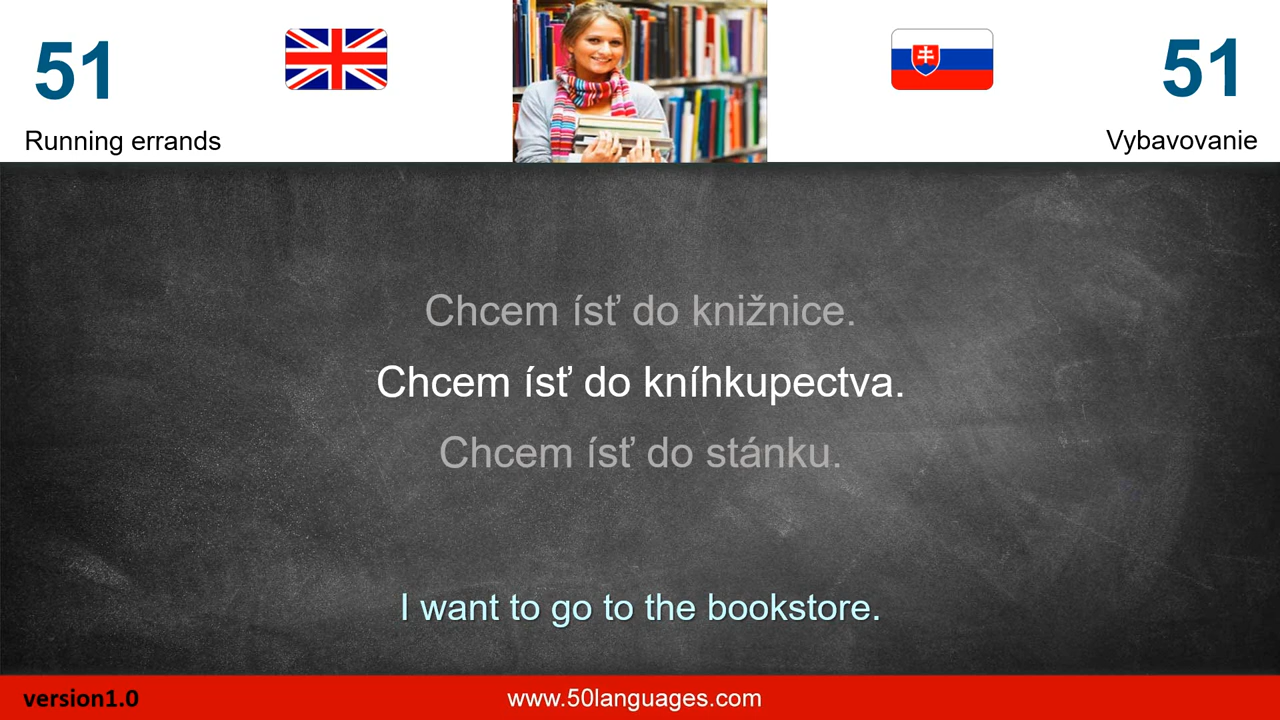 51
51
Running errands
Vybavovanie
Chcem ísť do knižnice.
Chcem ísť do kníhkupectva.
Chcem ísť do stánku.
I want to go to the bookstore.
version1.0
www.50languages.com